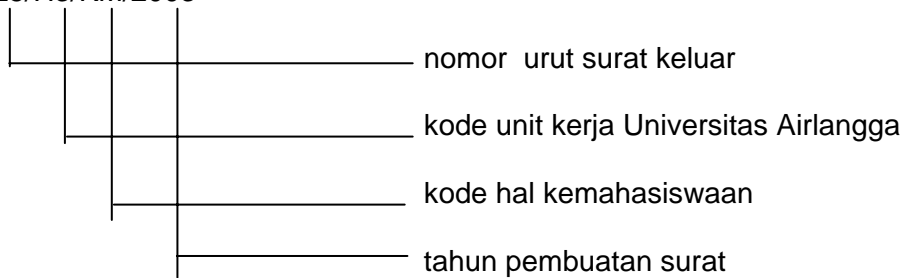 nomor urut surat keluar
kode unit kerja Universitas Airlangga
kode hal kemahasiswaan
tahun pembuatan surat